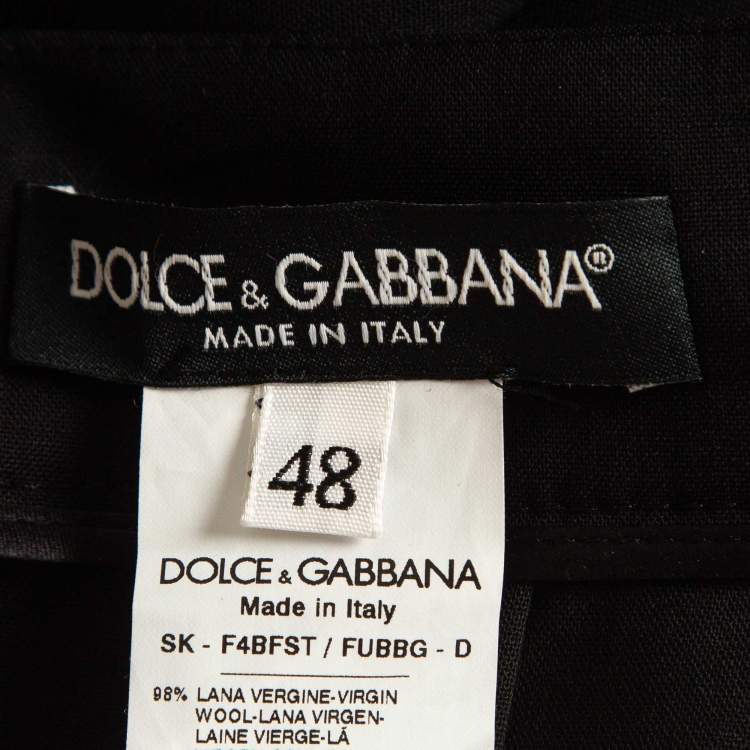 DOLCE & GABBANA®
MADE IN ITALY
48
DOLCE & GABBANA
Made in Italy
SK - F4BFST / FUBBG - D
98% LANA VERGINE-VIRGIN
WOOL-LANA VIRGEN-
LAINE VIERGE-LÃ